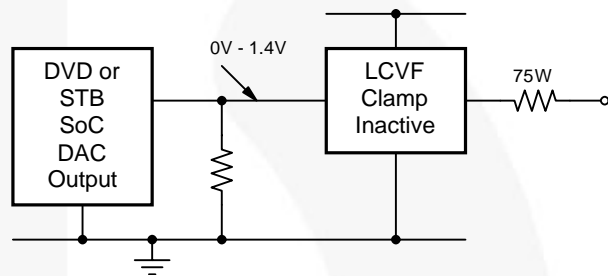 0V - 1.4V
DVD or
STB
SoC
DAC
Output
LCVF
Clamp
Inactive
75W